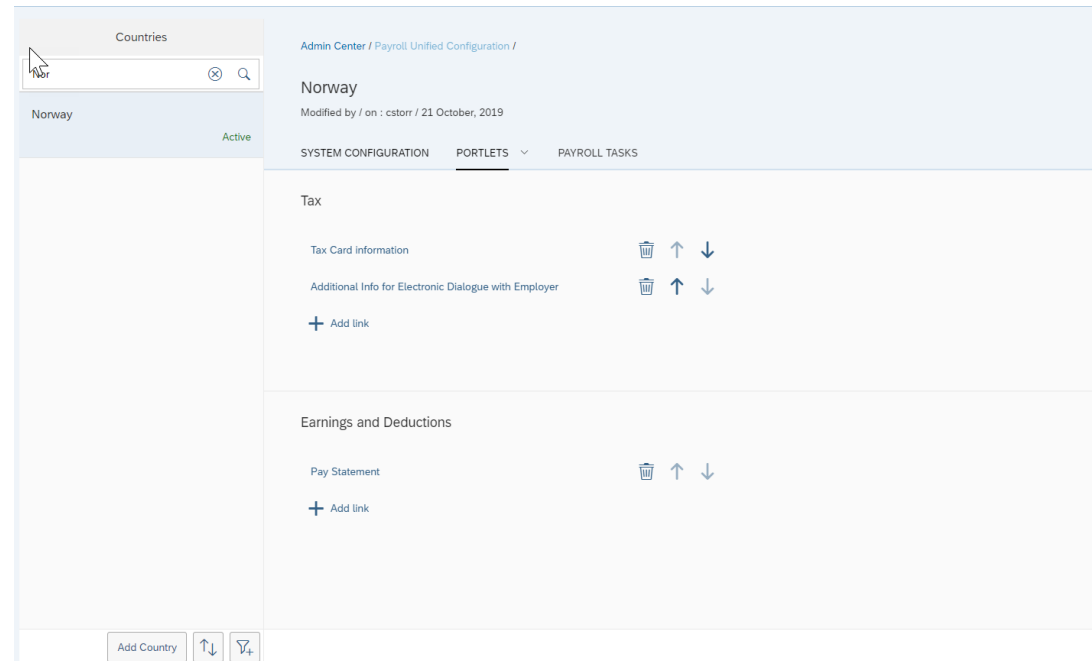 Countries
Nor
Norway
Active
Add Country
Admin Center / Payroll Unified Configuration /
Norway
Modified by / on : cstorr / 21 October, 2019
SYSTEM CONFIGURATION PORTLETS PAYROLL TASKS
Tax
Tax Card information
Additional Info for Electronic Dialogue with Employer
Add link
Earnings and Deductions
Pay Statement
Add link